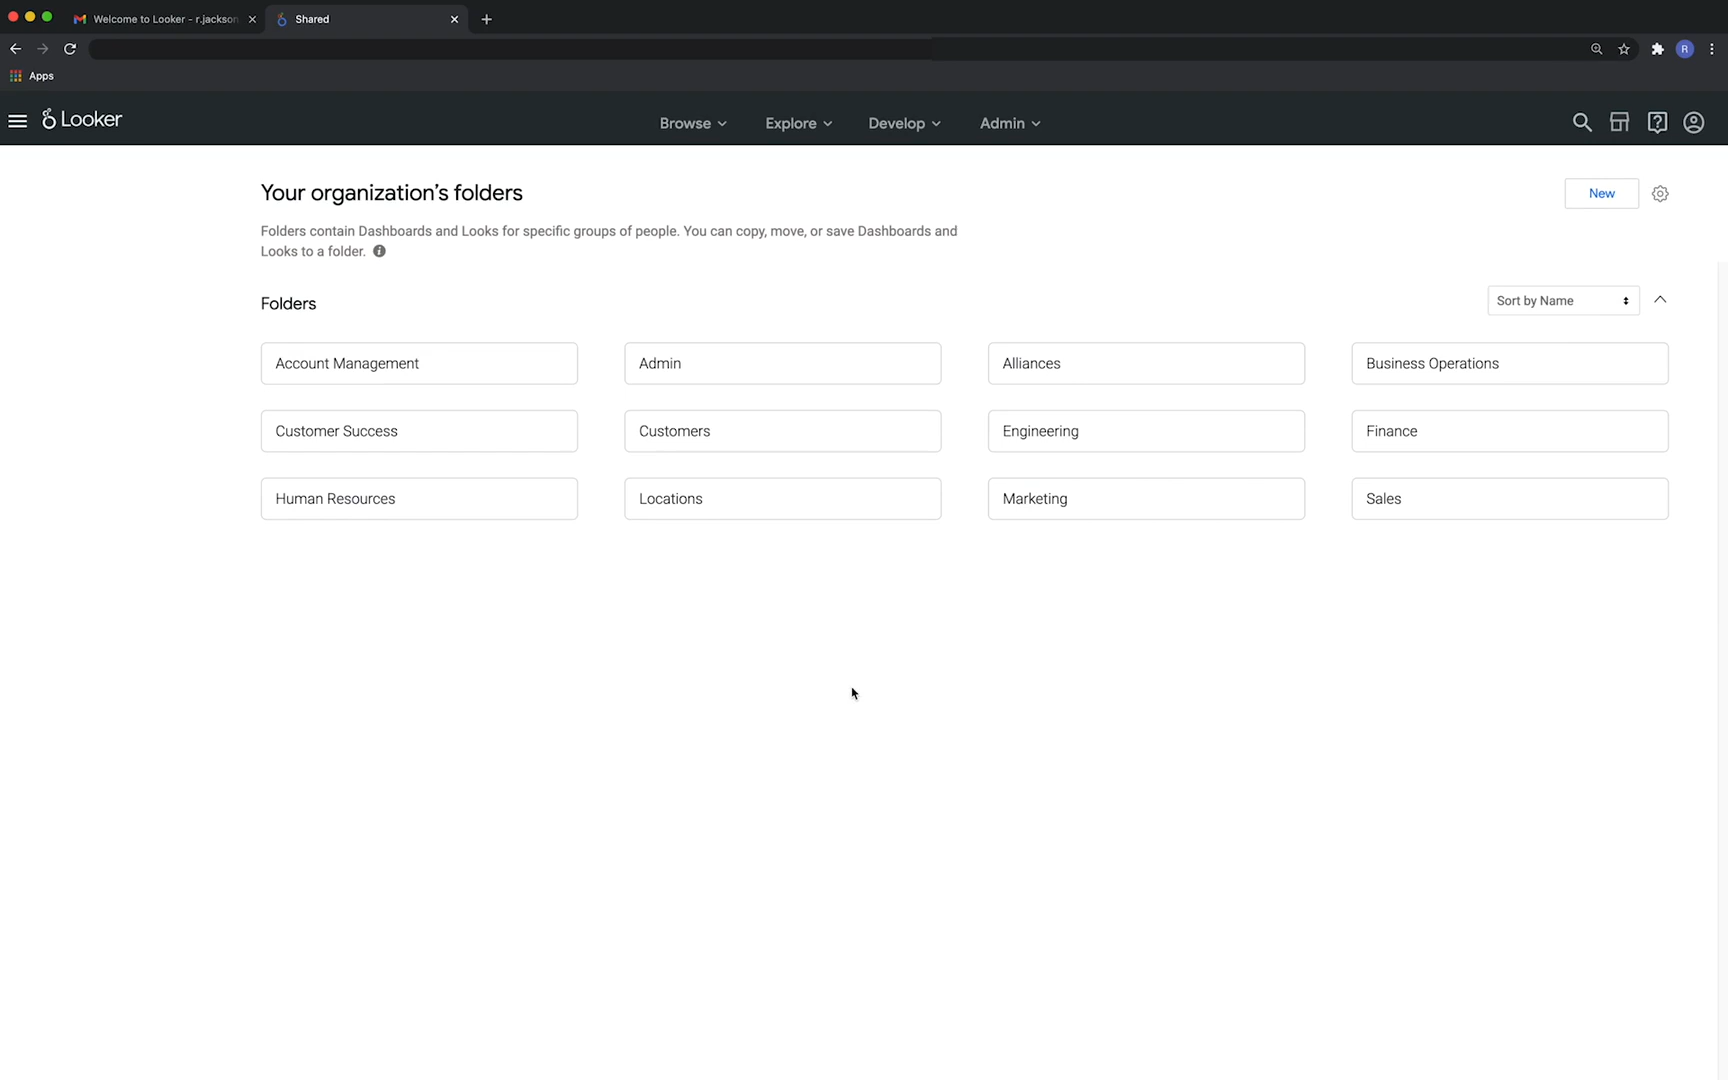 Welcome to Looker - r.jackson
Shared
Apps
Looker
Browse
Explore
Develop
Admin
R
Your organization’s folders
New
Folders contain Dashboards and Looks for specific groups of people. You can copy, move, or save Dashboards and
Looks to a folder.
Folders
Sort by Name
Account Management
Admin
Alliances
Business Operations
Customer Success
Customers
Engineering
Finance
Human Resources
Locations
Marketing
Sales